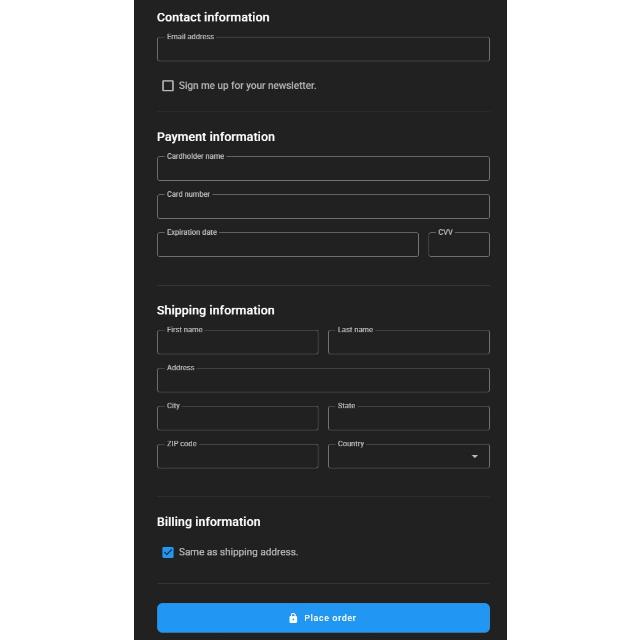 Contact information
Email address
Sign me up for your newsletter.
Payment information
Cardholder name
Card number
Expiration date
CVV
Shipping information
First name
Last name
Address
City
State
ZIP code
Country
Billing information
Same as shipping address.
Place order